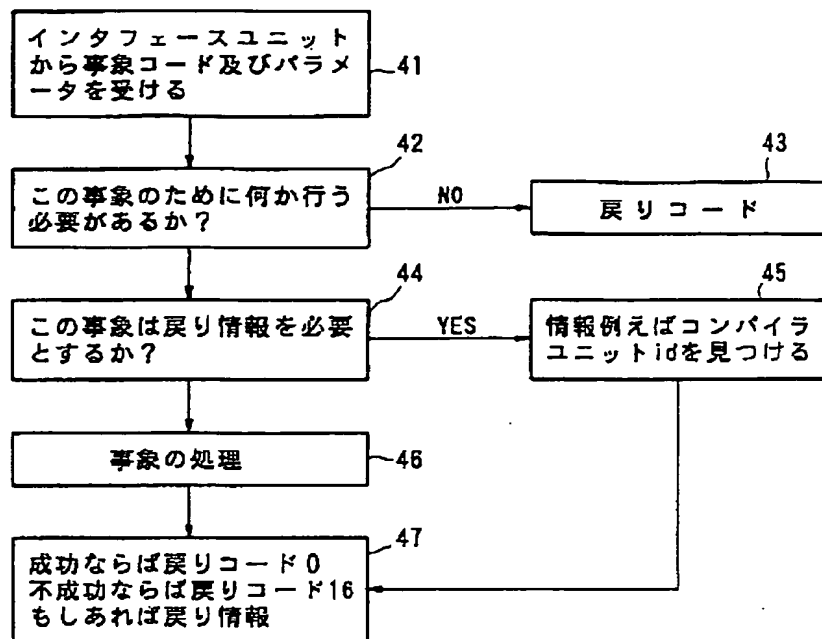 インタフェースユニット
から事象コード及びパラメ
ータを受ける
41
42
この事象のために何か行う
必要があるか?
NO
43
戻りコード
44
この事象は戻り情報を必要
とするか?
YES
45
情報例えばコンパイラ
ユニットidを見つける
事象の処理
46
47
成功ならば戻りコード0
不成功ならば戻りコード16
もしあれば戻り情報